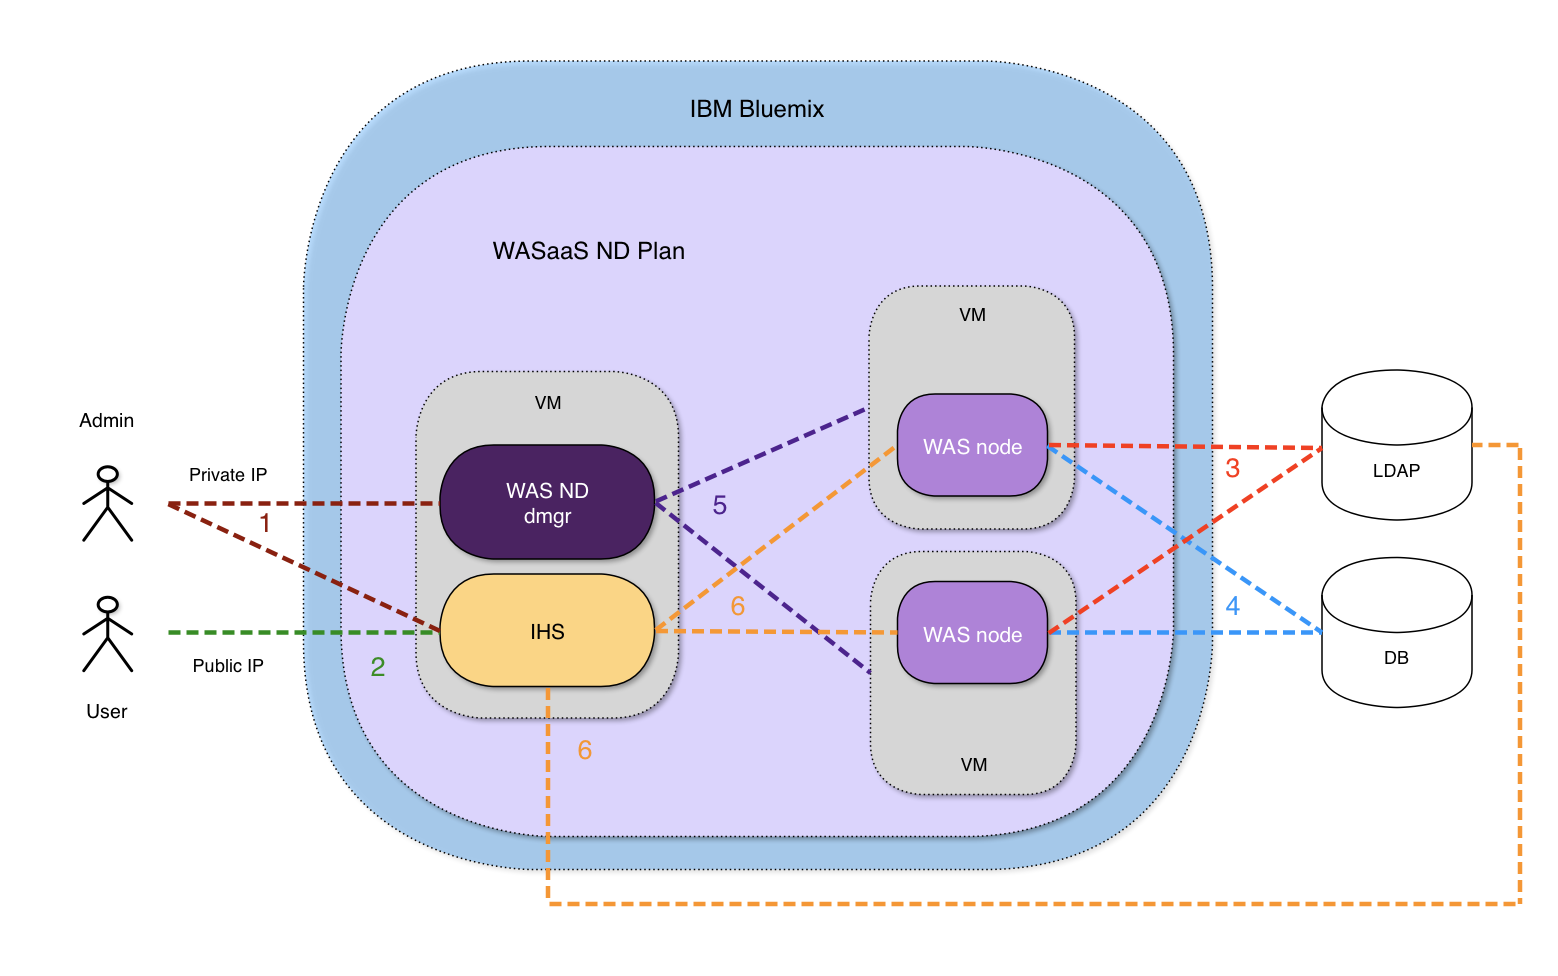 IBM Bluemix
WASaaS ND Plan
VM
VM
Admin
Private IP
1
WAS ND
dmgr
5
WAS node
3
LDAP
6
IHS
WAS node
4
DB
2
Public IP
User
6
VM